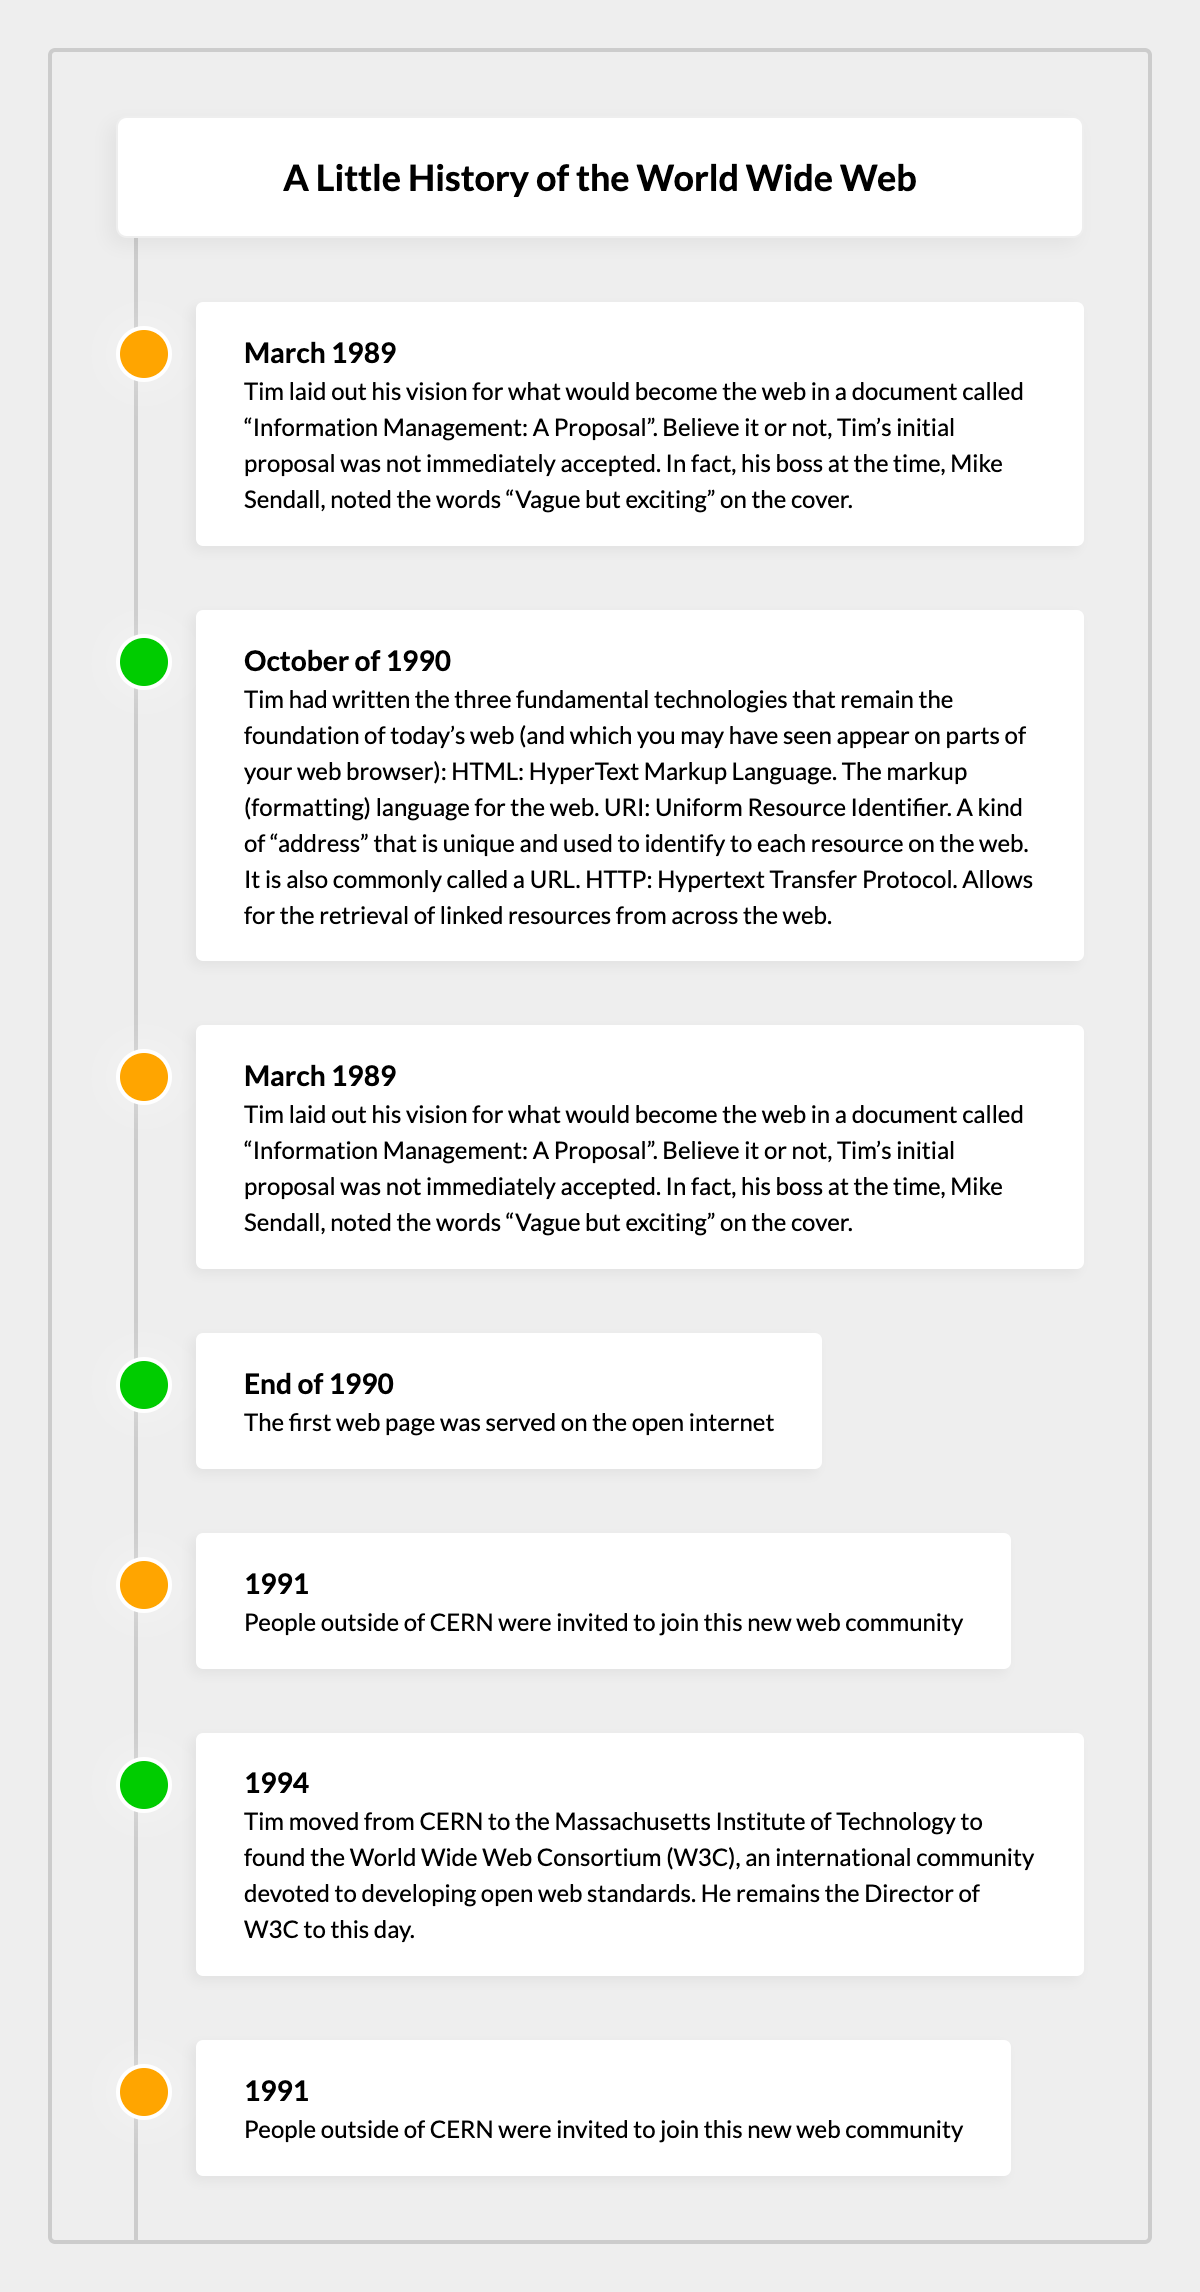 A Little History of the World Wide Web
March 1989
Tim laid out his vision for what would become the web in a document called
“Information Management: A Proposal”. Believe it or not, Tim’s initial
proposal was not immediately accepted. In fact, his boss at the time, Mike
Sendall, noted the words “Vague but exciting” on the cover.
October of 1990
Tim had written the three fundamental technologies that remain the
foundation of today’s web (and which you may have seen appear on parts of
your web browser): HTML: HyperText Markup Language. The markup
(formatting) language for the web. URI: Uniform Resource Identifier. A kind
of “address” that is unique and used to identify to each resource on the web.
It is also commonly called a URL. HTTP: Hypertext Transfer Protocol. Allows
for the retrieval of linked resources from across the web.
March 1989
Tim laid out his vision for what would become the web in a document called
“Information Management: A Proposal”. Believe it or not, Tim’s initial
proposal was not immediately accepted. In fact, his boss at the time, Mike
Sendall, noted the words “Vague but exciting” on the cover.
End of 1990
The first web page was served on the open internet
1991
People outside of CERN were invited to join this new web community
1994
Tim moved from CERN to the Massachusetts Institute of Technology to
found the World Wide Web Consortium (W3C), an international community
devoted to developing open web standards. He remains the Director of
W3C to this day.
1991
People outside of CERN were invited to join this new web community